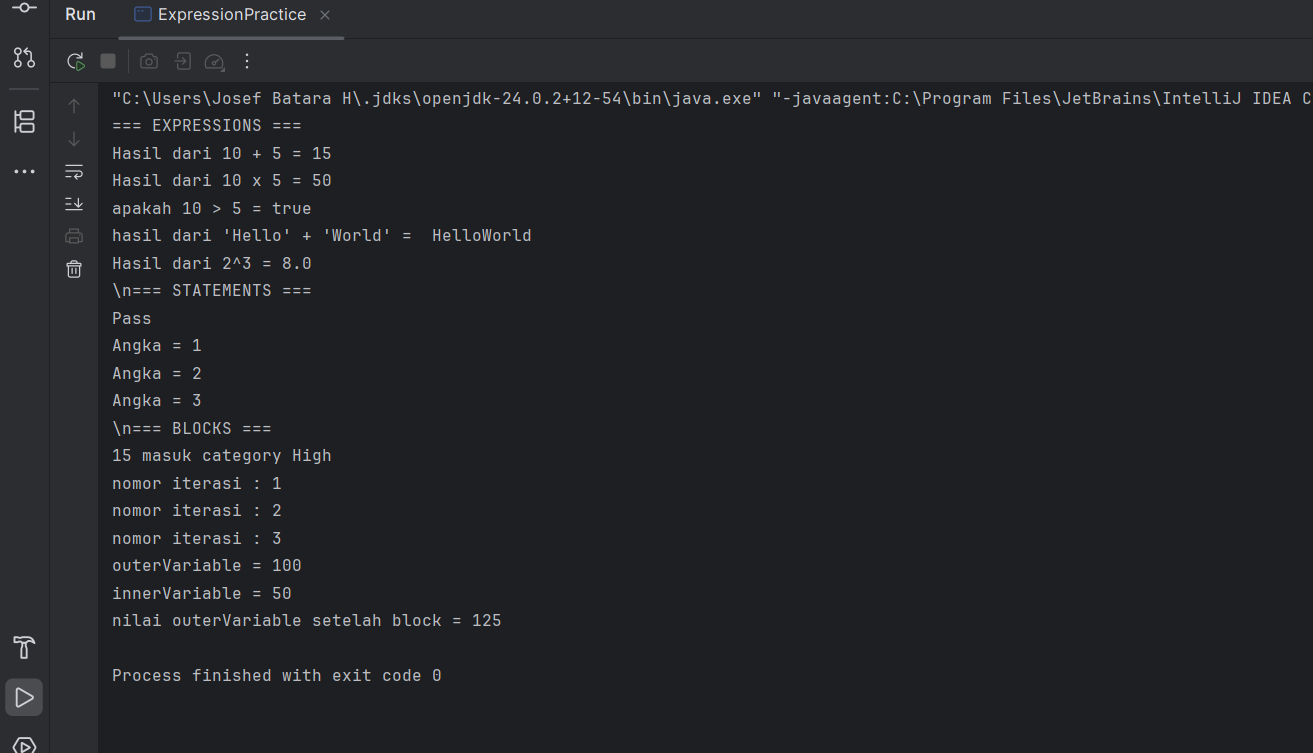 Run ExpressionPractice
"C:\Users\Josef Batara H\.jdks\openjdk-24.0.2+12-54\bin\java.exe" "-javaagent:C:\Program Files\JetBrains\IntelliJ IDEA C
=== EXPRESSIONS ===
Hasil dari 10 + 5 = 15
Hasil dari 10 x 5 = 50
apakah 10 > 5 = true
hasil dari 'Hello' + 'World' =  HelloWorld
Hasil dari 2^3 = 8.0
\n=== STATEMENTS ===
Pass
Angka = 1
Angka = 2
Angka = 3
\n=== BLOCKS ===
15 masuk category High
nomor iterasi : 1
nomor iterasi : 2
nomor iterasi : 3
outerVariable = 100
innerVariable = 50
nilai outerVariable setelah block = 125
Process finished with exit code 0